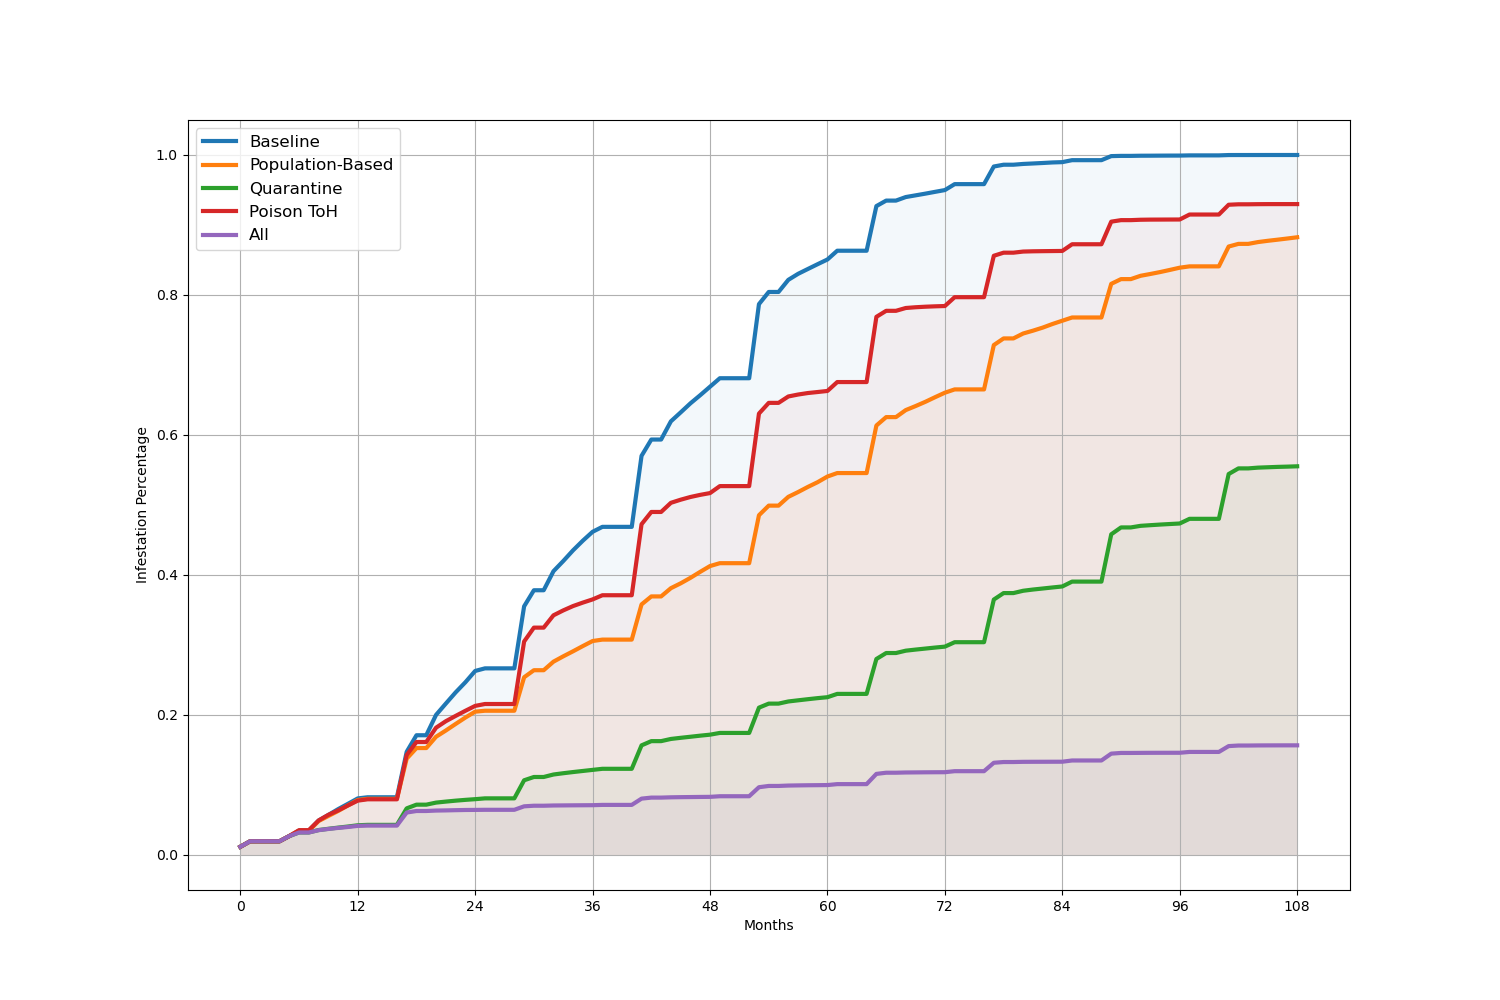 Baseline
Population-Based
Quarantine
Poison ToH
All
1.0
0.8
0.6
0.4
0.2
0.0
Infestation Percentage
0 12 24 36 48 60 72 84 96 108
Months